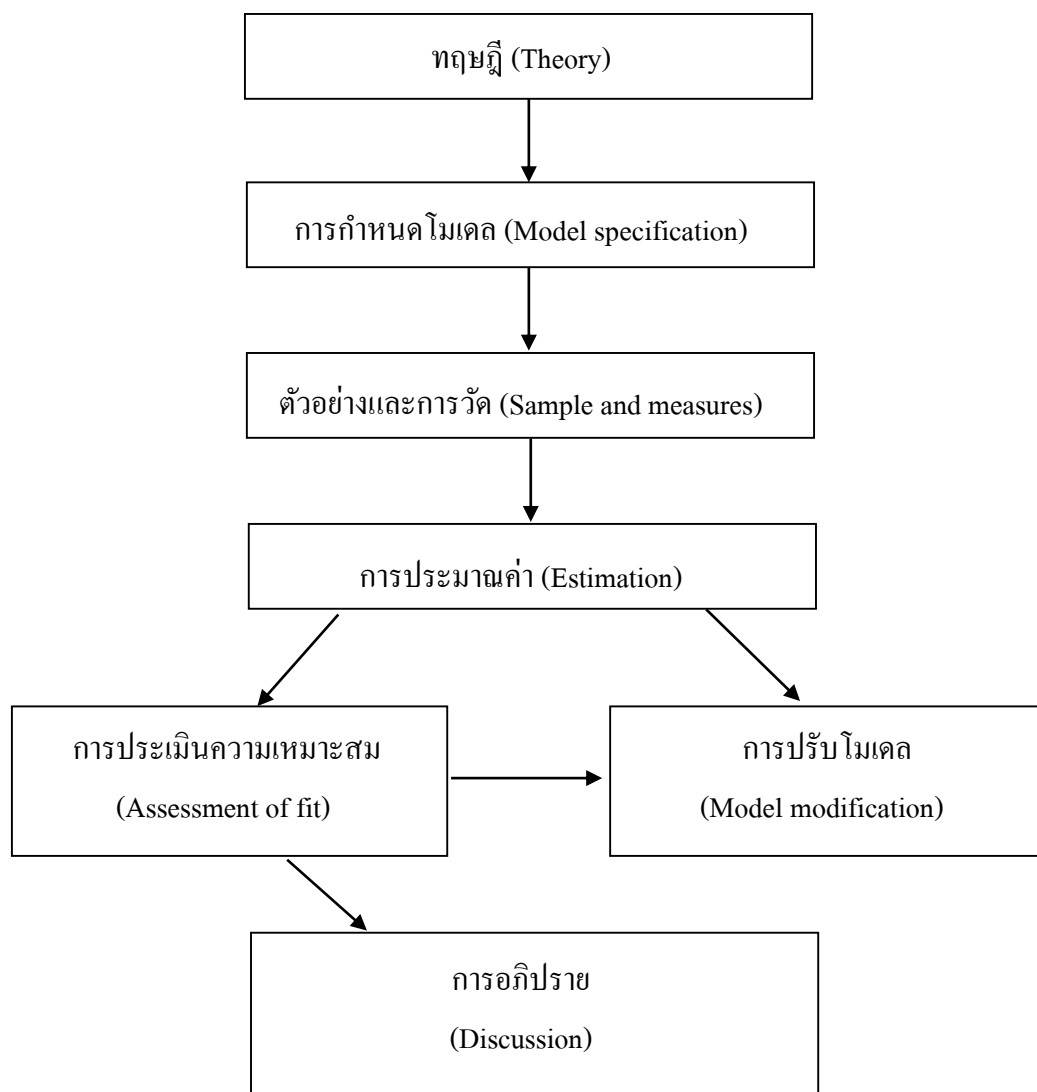 ทฤษฎี (Theory)
การกำหนดโมเดล (Model specification)
ตัวอย่างและการวัด (Sample and measures)
การประมาณค่า (Estimation)
การประเมินความเหมาะสม
(Assessment of fit)
การปรับโมเดล
(Model modification)
การอภิปราย
(Discussion)